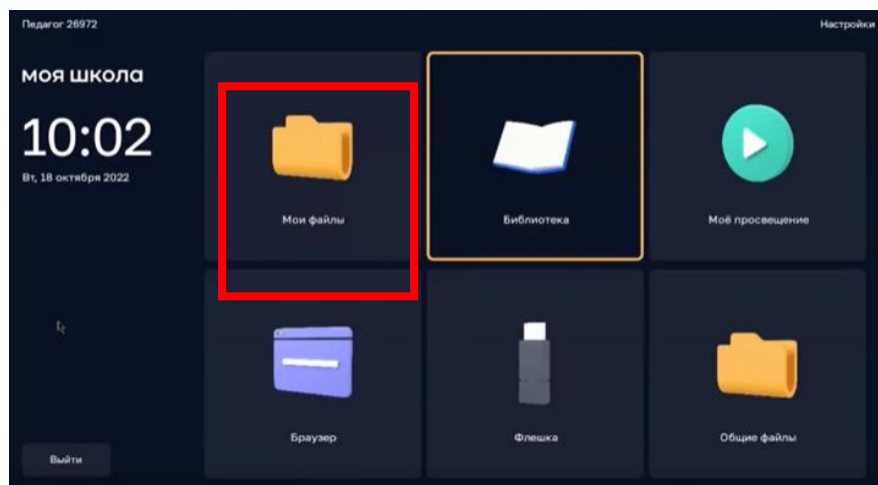 Педагог 26972
Настройки
моя школа
10:02
Вт, 18 октября 2022
Мои файлы
Библиотека
Моё просвещение
Браузер
Флешка
Общие файлы
Выйти